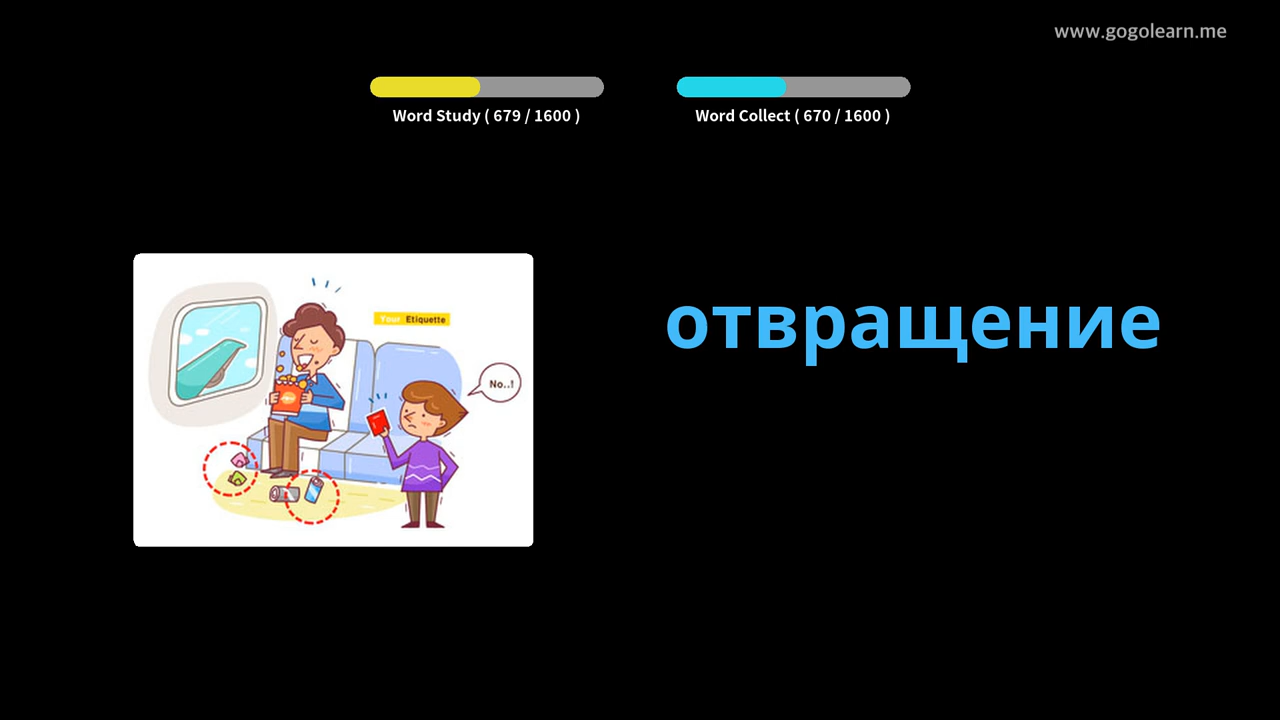 www.gogolearn.me
Word Study ( 679 / 1600 )
Word Collect ( 670 / 1600 )
Your Etiquette
No..!
отвращение